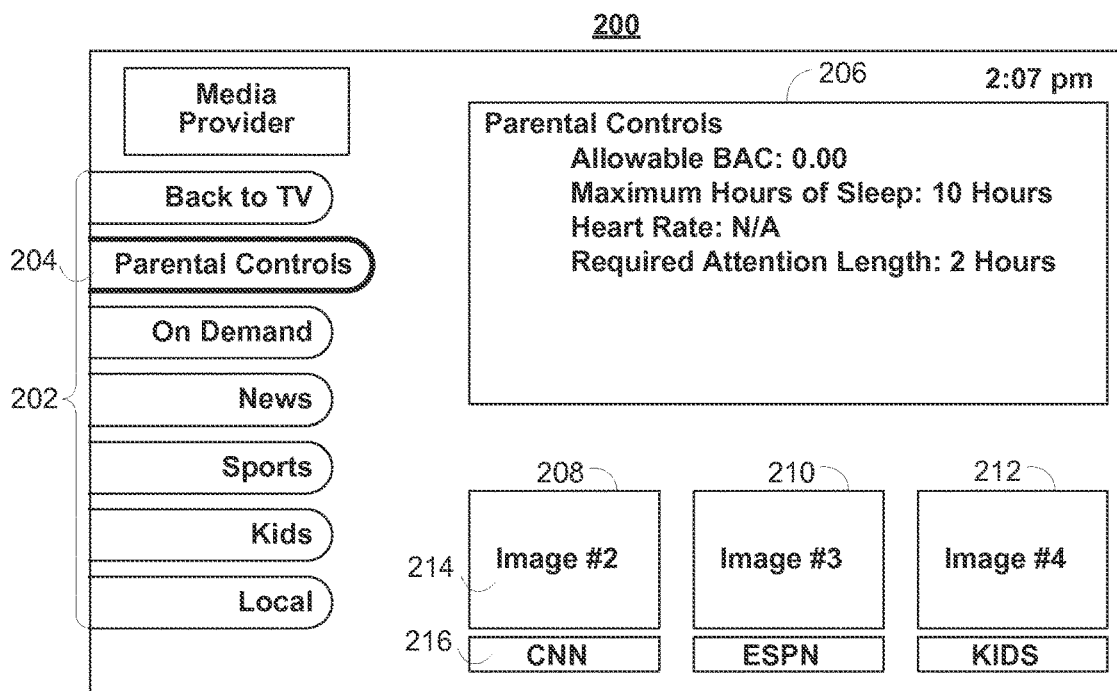 200
206
2:07 pm
Media
Provider
Parental Controls
Allowable BAC: 0.00
Maximum Hours of Sleep: 10 Hours
Heart Rate: N/A
Required Attention Length: 2 Hours
Back to TV
204
Parental Controls
On Demand
202
News
Sports
Kids
Local
208
210
212
214
Image #2
Image #3
Image #4
216
CNN
ESPN
KIDS